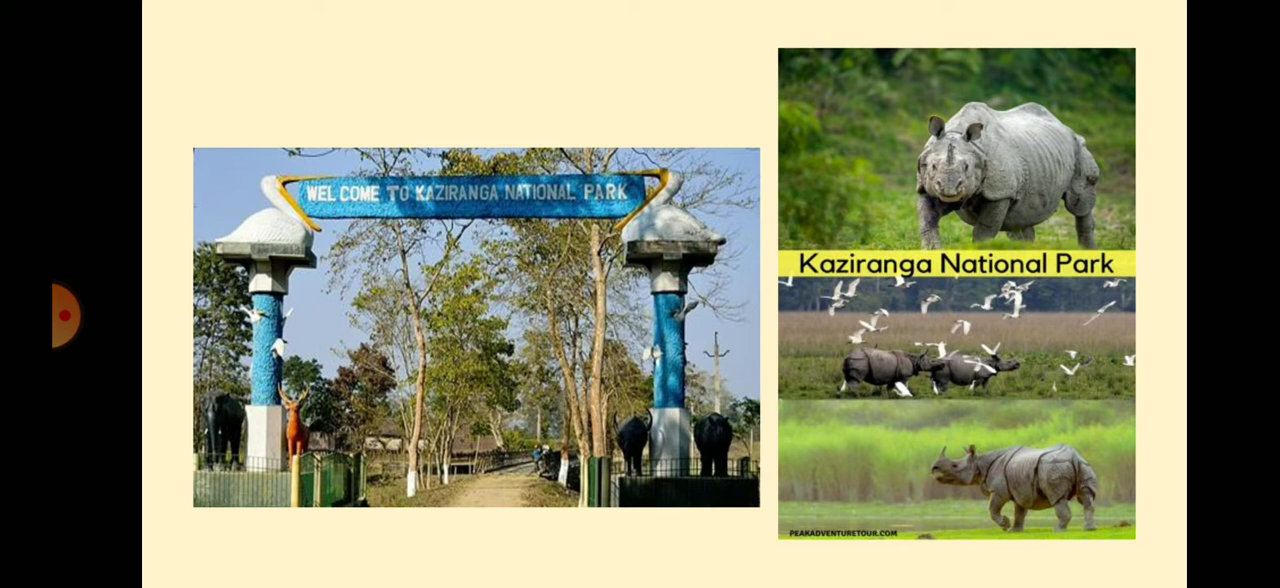 WEL COME TO KAZIRANGA NATIONAL PARK
Kaziranga National Park
PEAKADVENTURETOUR.COM